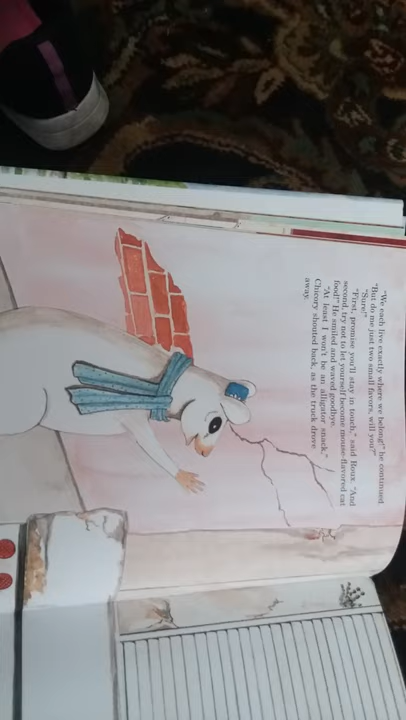 "We each live exactly where we belong!" he continued
"But do me just two small favors, will you?"
"Sure!"
"First, promise you'll stay in touch," said Roux. "And
second, try not to let yourself become mouse-flavored cat
food!" He smiled and waved goodbye.
"At least I won't be an alligator snack,"
Chicory shouted back, as the truck drove
away.